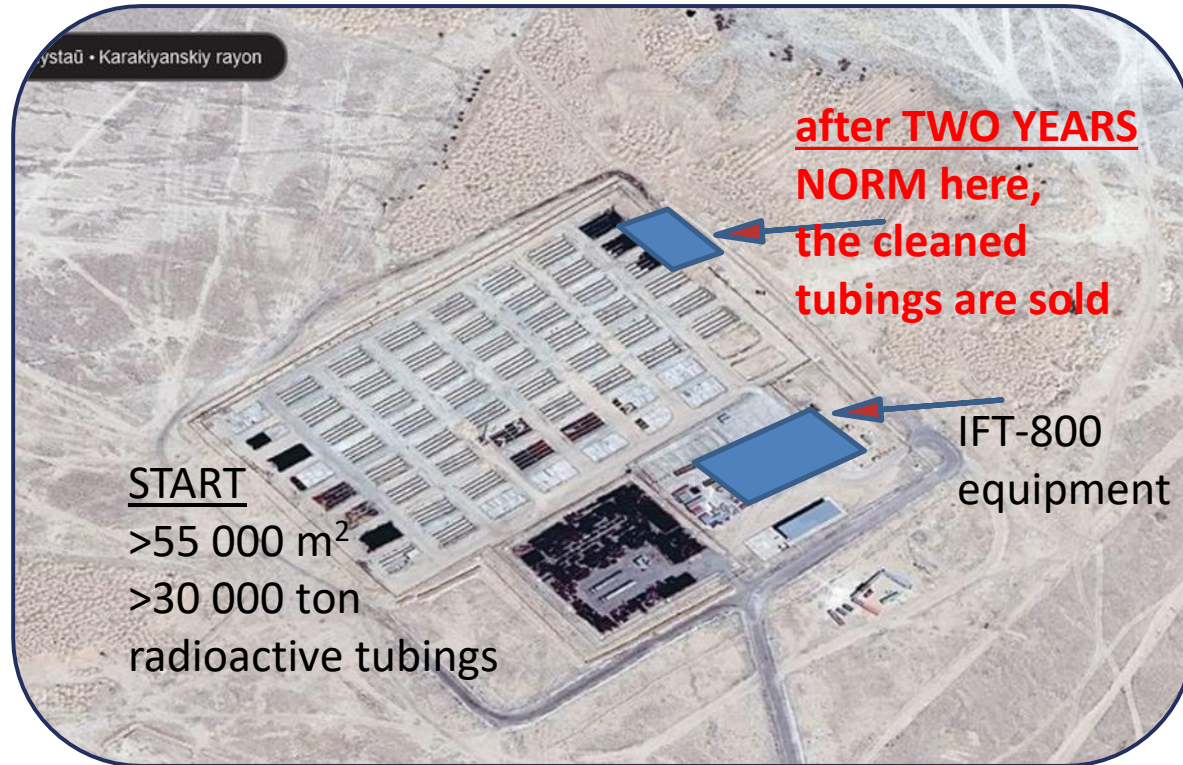 ystaū • Karakiyanskiy rayon
after TWO YEARS
NORM here,
the cleaned
tubings are sold
IFT-800
equipment
START
>55 000 m²
>30 000 ton
radioactive tubings